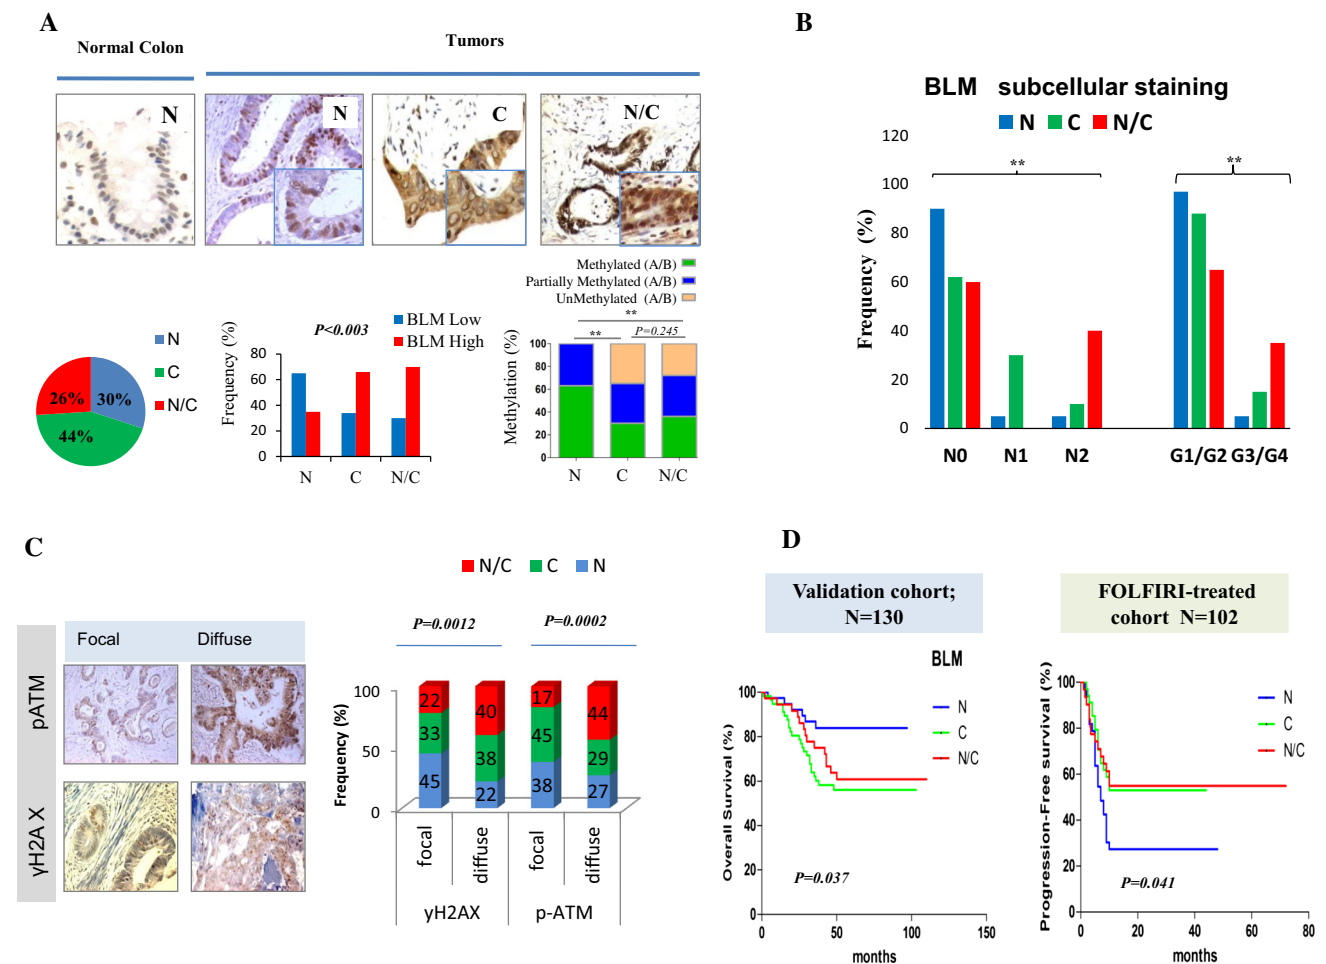 A
Normal Colon
Tumors
N
N
C
N/C
N
C
N/C
26%
30%
44%
P<0.003
BLM Low
BLM High
Frequency (%)
80
60
40
20
0
N
C
N/C
Methylated (A/B)
Partially Methylated (A/B)
UnMethylated (A/B)
**
**
P=0.245
Methylation (%)
100
80
60
40
20
0
N
C
N/C
B
BLM subcellular staining
N
C
N/C
Frequency (%)
120
100
80
60
40
20
0
**
**
N0
N1
N2
G1/G2
G3/G4
C
Focal
Diffuse
pATM
γH2A X
N/C
C
N
P=0.0012
P=0.0002
Frequency (%)
100
50
0
22
33
45
40
38
22
17
45
38
44
29
27
focal
diffuse
focal
diffuse
γH2AX
p-ATM
D
Validation cohort;
N=130
BLM
N
C
N/C
Overall Survival (%)
100
80
60
40
20
0
P=0.037
0
50
100
150
months
FOLFIRI-treated
cohort N=102
N
C
N/C
Progression-Free survival (%)
100
80
60
40
20
0
P=0.041
0
20
40
60
80
months